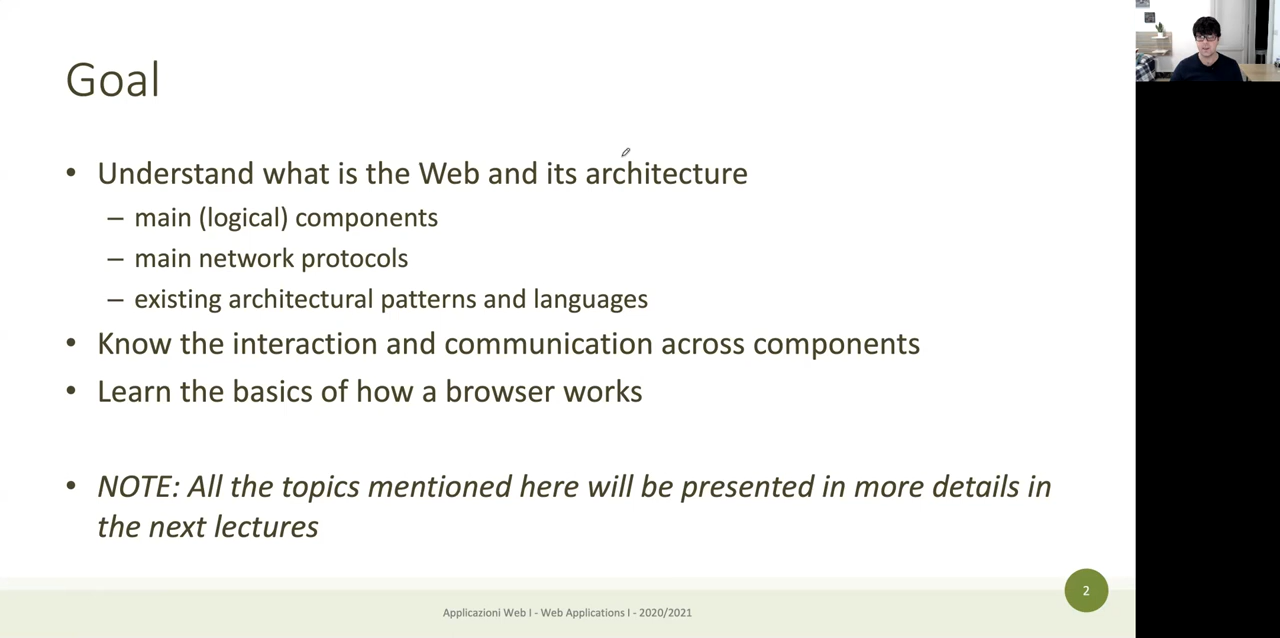 Goal
• Understand what is the Web and its architecture
– main (logical) components
– main network protocols
– existing architectural patterns and languages
• Know the interaction and communication across components
• Learn the basics of how a browser works
• NOTE: All the topics mentioned here will be presented in more details in
the next lectures
Applicazioni Web I - Web Applications I - 2020/2021
2